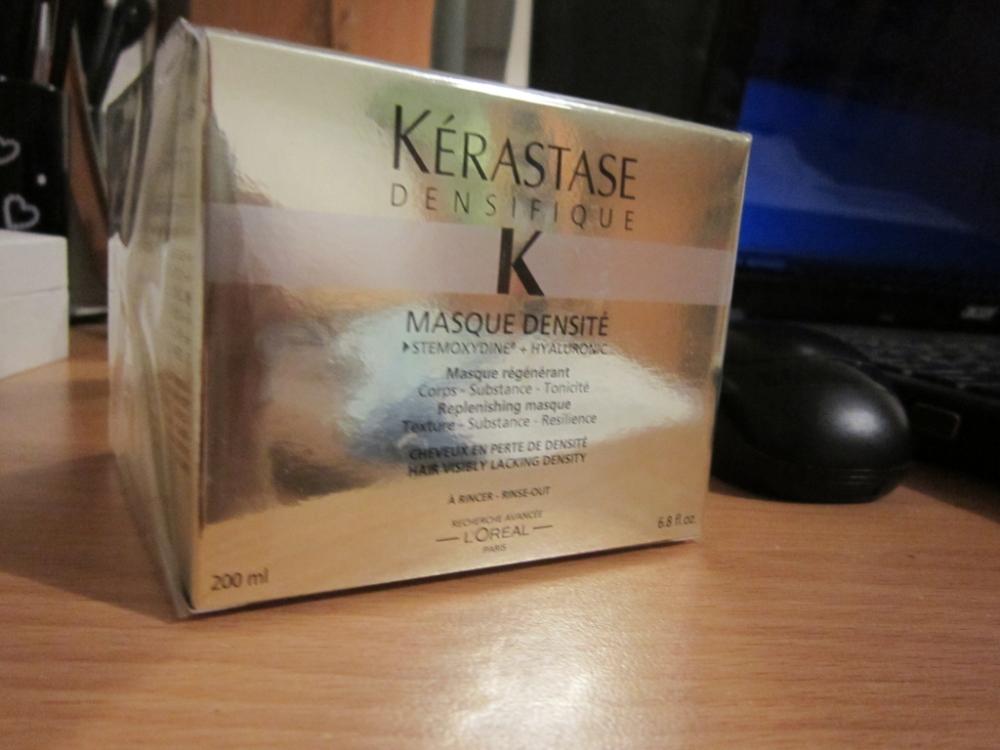 KÉRASTASE
DENSIFIQUE
K
MASQUE DENSITÉ
STEMOXYDINE® + HYALURONIC
Masque régénérant
Corps - Substance - Tonicité
Replenishing masque
Texture - Substance - Resilience
CHEVEUX EN PERTE DE DENSITÉ
HAIR VISIBLY LACKING DENSITY
À RINCER - RINSE-OUT
RECHERCHE AVANCÉE
L'ORÉAL
PARIS
200 ml
6.8 fl.oz.
acer